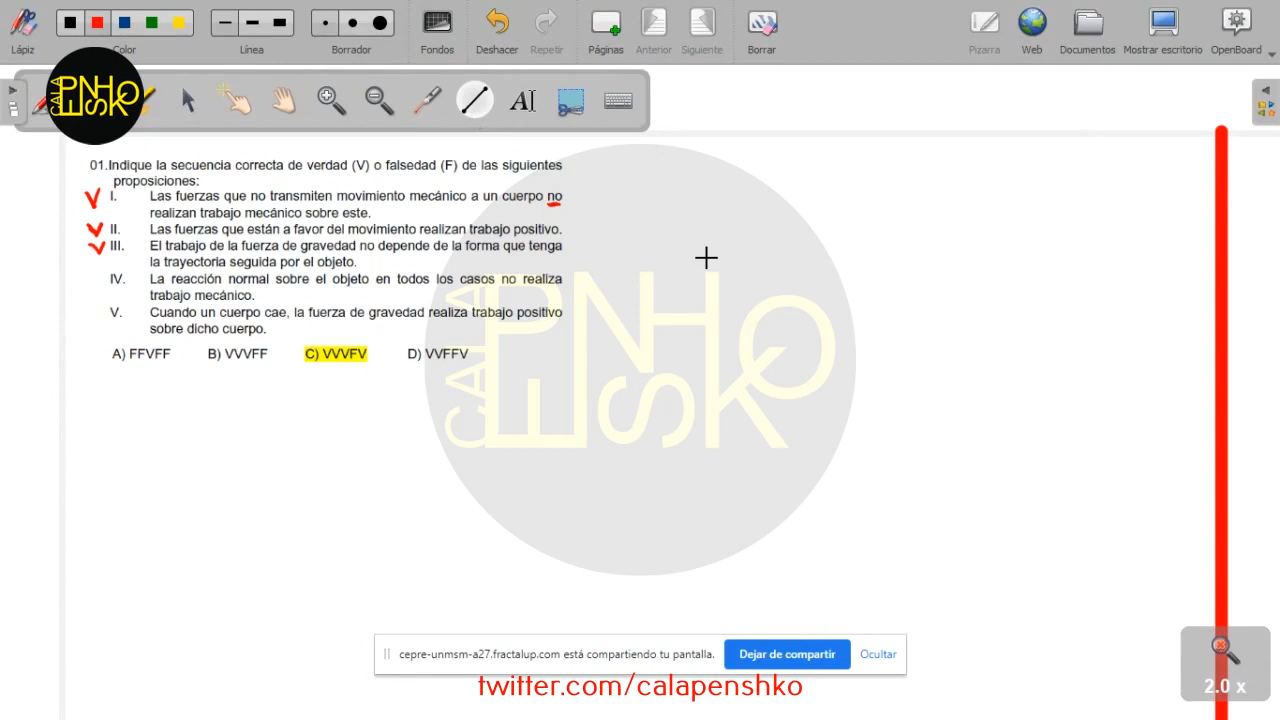 Lápiz Color Línea Borrador Fondos Deshacer Repetir Páginas Anterior Siguiente Borrar Pizarra Web Documentos Mostrar escritorio OpenBoard
CALA PENHSKO
01.Indique la secuencia correcta de verdad (V) o falsedad (F) de las siguientes
proposiciones:
V I. Las fuerzas que no transmiten movimiento mecánico a un cuerpo no
realizan trabajo mecánico sobre este.
V II. Las fuerzas que están a favor del movimiento realizan trabajo positivo.
V III. El trabajo de la fuerza de gravedad no depende de la forma que tenga
la trayectoria seguida por el objeto.
IV. La reacción normal sobre el objeto en todos los casos no realiza
trabajo mecánico.
V. Cuando un cuerpo cae, la fuerza de gravedad realiza trabajo positivo
sobre dicho cuerpo.
A) FFVFF B) VVVFF C) VVVFV D) VVFFV
CALA PENHSKO
cepre-unmsm-a27.fractalup.com está compartiendo tu pantalla. Dejar de compartir Ocultar
twitter.com/calapenshko
2.0 x